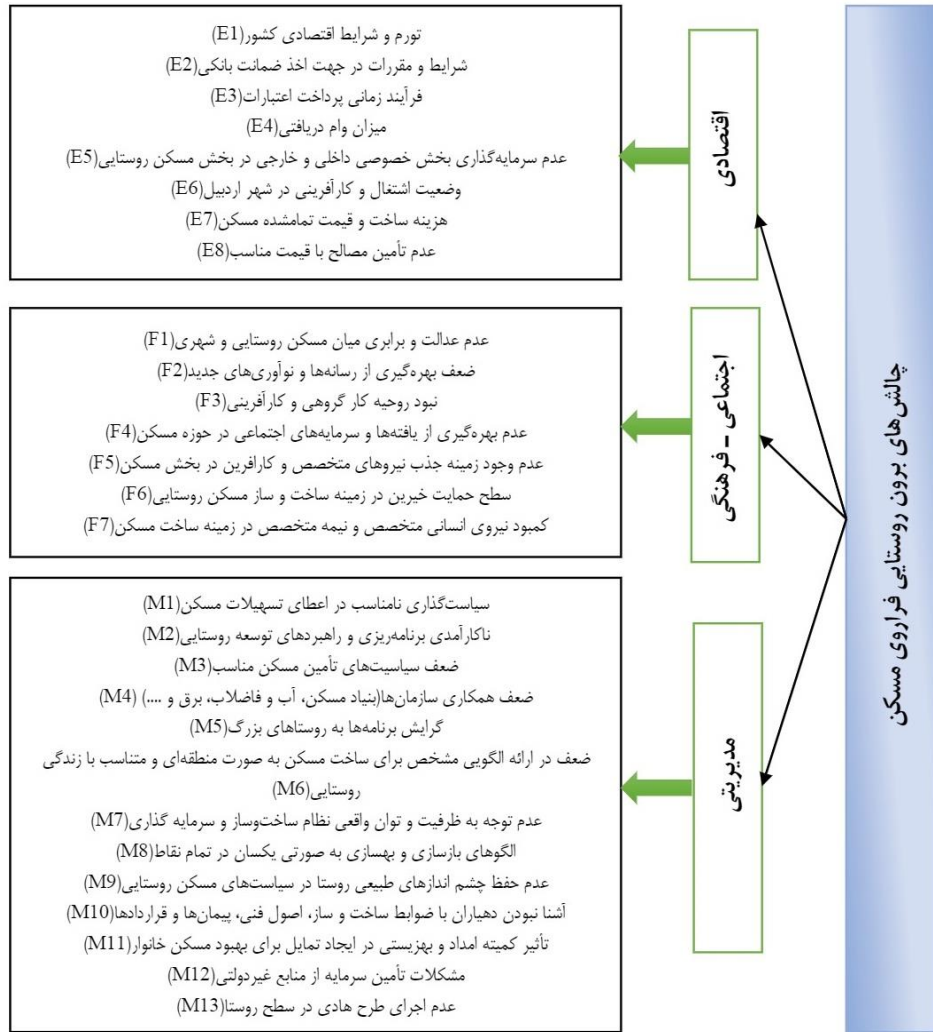 چالش‌های برون روستایی فراروی مسکن
اقتصادی
تورم و شرایط اقتصادی کشور(E1)
شرایط و مقررات در جهت اخذ ضمانت بانکی(E2)
فرآیند زمانی پرداخت اعتبارات(E3)
میزان وام دریافتی(E4)
عدم سرمایه‌گذاری بخش خصوصی داخلی و خارجی در بخش مسکن روستایی(E5)
وضعیت اشتغال و کارآفرینی در شهر اردبیل(E6)
هزینه ساخت و قیمت تمامشده مسکن(E7)
عدم تأمین مصالح با قیمت مناسب(E8)
اجتماعی - فرهنگی
عدم عدالت و برابری میان مسکن روستایی و شهری(F1)
ضعف بهره‌گیری از رسانه‌ها و نوآوری‌های جدید(F2)
نبود روحیه کار گروهی و کارآفرینی(F3)
عدم بهره‌گیری از یافته‌ها و سرمایه‌های اجتماعی در حوزه مسکن(F4)
عدم وجود زمینه جذب نیروهای متخصص و کارافرین در بخش مسکن(F5)
سطح حمایت خیرین در زمینه ساخت و ساز مسکن روستایی(F6)
کمبود نیروی انسانی متخصص و نیمه متخصص در زمینه ساخت مسکن(F7)
مدیریتی
سیاست‌گذاری نامناسب در اعطای تسهیلات مسکن(M1)
ناکارآمدی برنامه‌ریزی و راهبردهای توسعه روستایی(M2)
ضعف سیاسیت‌های تأمین مسکن مناسب(M3)
ضعف همکاری سازمان‌ها(بنیاد مسکن، آب و فاضلاب، برق و ....) (M4)
گرایش برنامه‌ها به روستاهای بزرگ(M5)
ضعف در ارائه الگویی مشخص برای ساخت مسکن به صورت منطقه‌ای و متناسب با زندگی
روستایی(M6)
عدم توجه به ظرفیت و توان واقعی نظام ساخت‌وساز و سرمایه گذاری(M7)
الگوهای بازسازی و بهسازی به صورتی یکسان در تمام نقاط(M8)
عدم حفظ چشم اندازهای طبیعی روستا در سیاست‌های مسکن روستایی(M9)
آشنا نبودن دهیاران با ضوابط ساخت و ساز، اصول فنی، پیمان‌ها و قراردادها(M10)
تأثیر کمیته امداد و بهزیستی در ایجاد تمایل برای بهبود مسکن خانوار(M11)
مشکلات تأمین سرمایه از منابع غیردولتی(M12)
عدم اجرای طرح هادی در سطح روستا(M13)